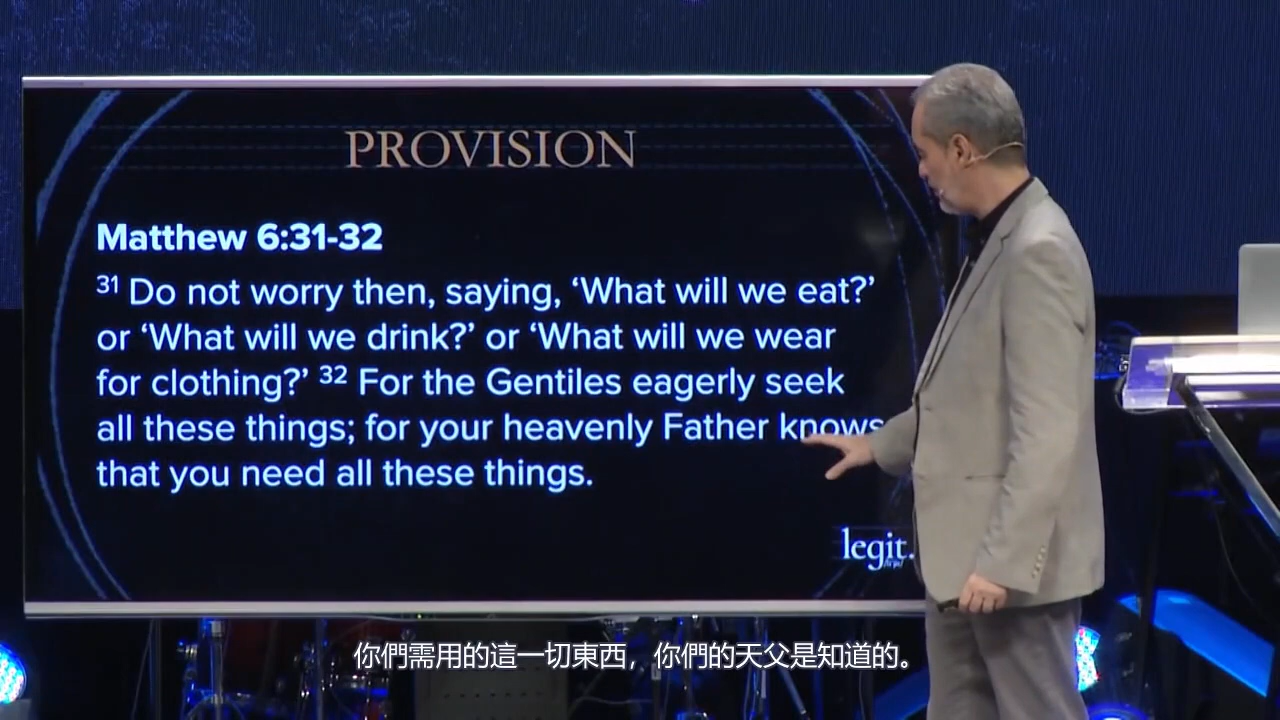 PROVISION
Matthew 6:31-32
31 Do not worry then, saying, ‘What will we eat?’
or ‘What will we drink?’ or ‘What will we wear
for clothing?’ 32 For the Gentiles eagerly seek
all these things; for your heavenly Father knows
that you need all these things.
legit.
你們需用的這一切東西，你們的天父是知道的。